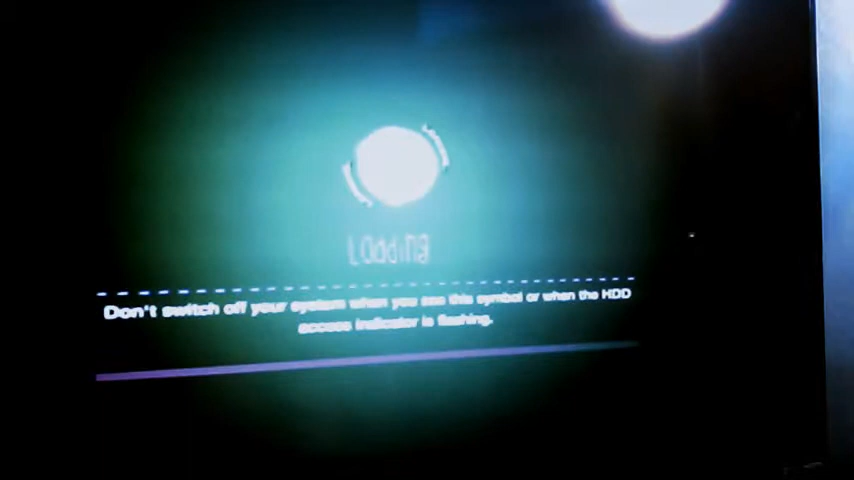 Loading
Don't switch off your system when you see this symbol or when the HDD
access indicator is flashing.